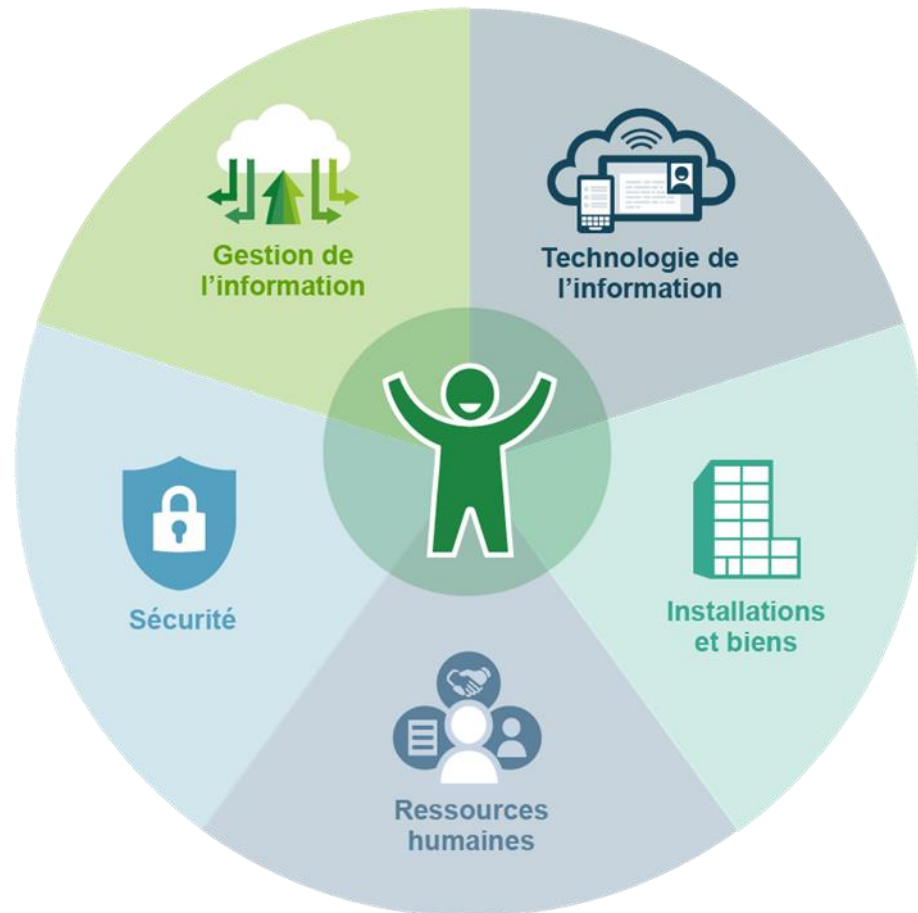 Gestion de
l’information
Technologie de
l’information
Sécurité
Installations
et biens
Ressources
humaines